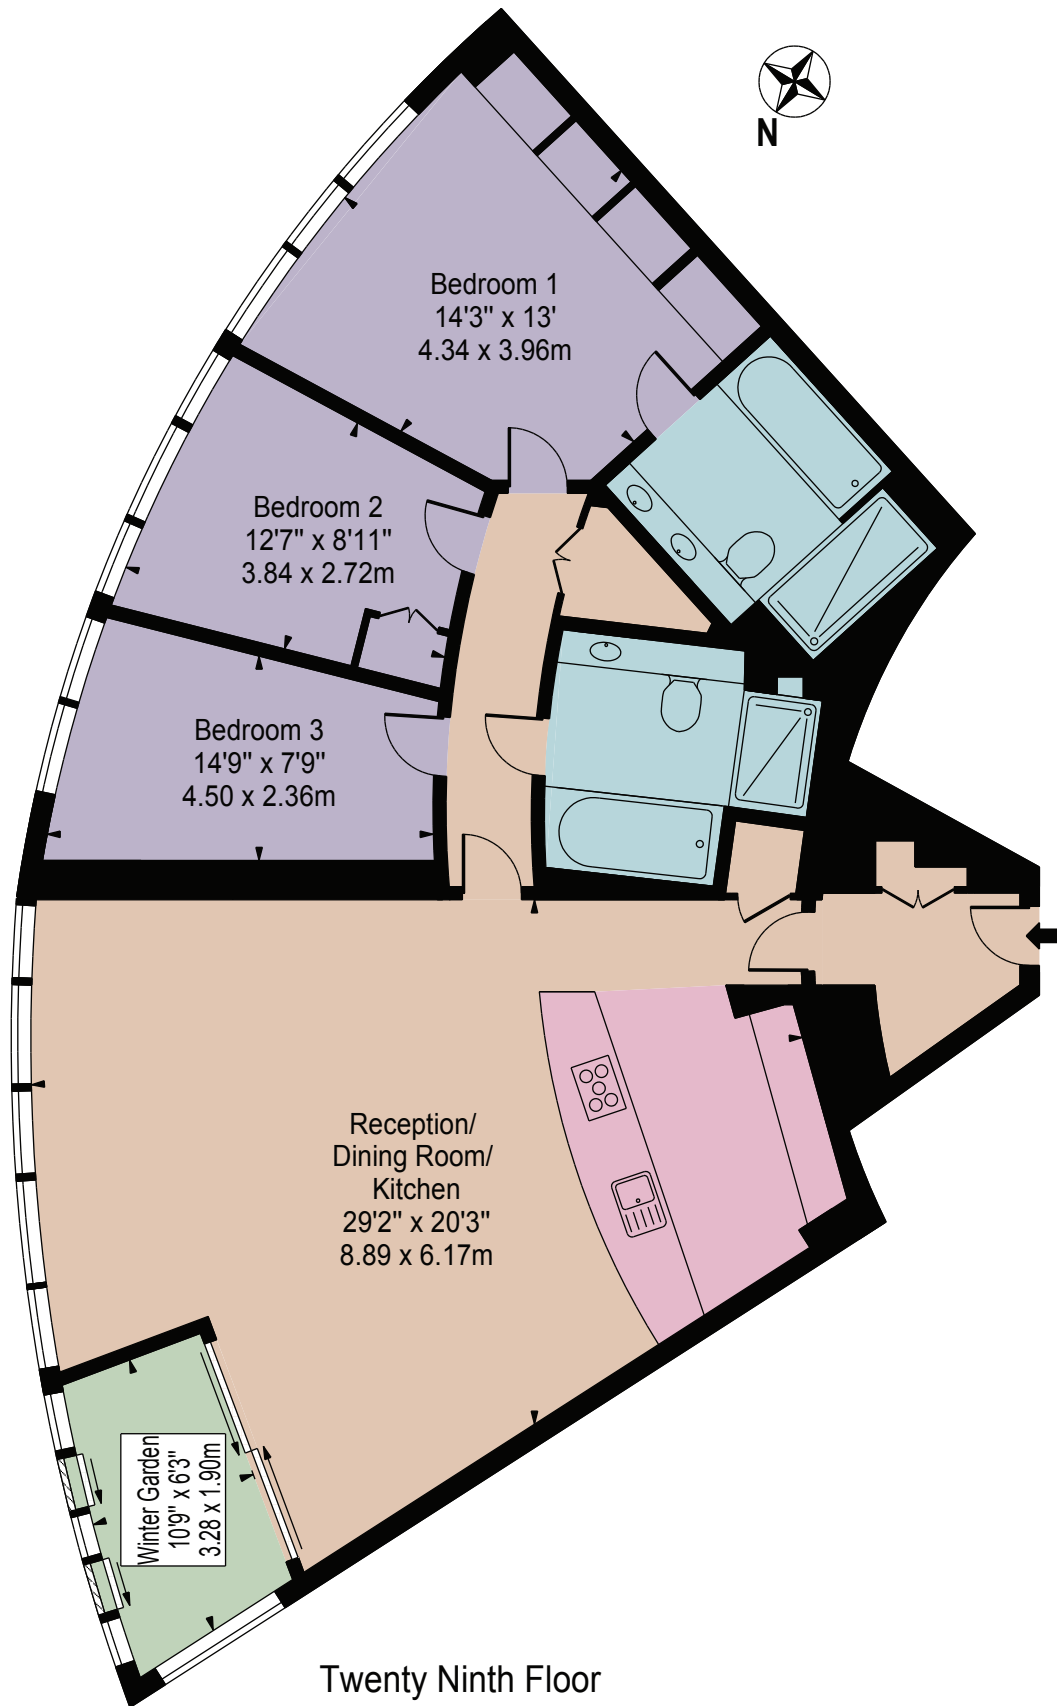 N
Bedroom 1
14'3" x 13'
4.34 x 3.96m
Bedroom 2
12'7" x 8'11"
3.84 x 2.72m
Bedroom 3
14'9" x 7'9"
4.50 x 2.36m
Reception/
Dining Room/
Kitchen
29'2" x 20'3"
8.89 x 6.17m
Winter Garden
10'9" x 6'3"
3.28 x 1.90m
Twenty Ninth Floor